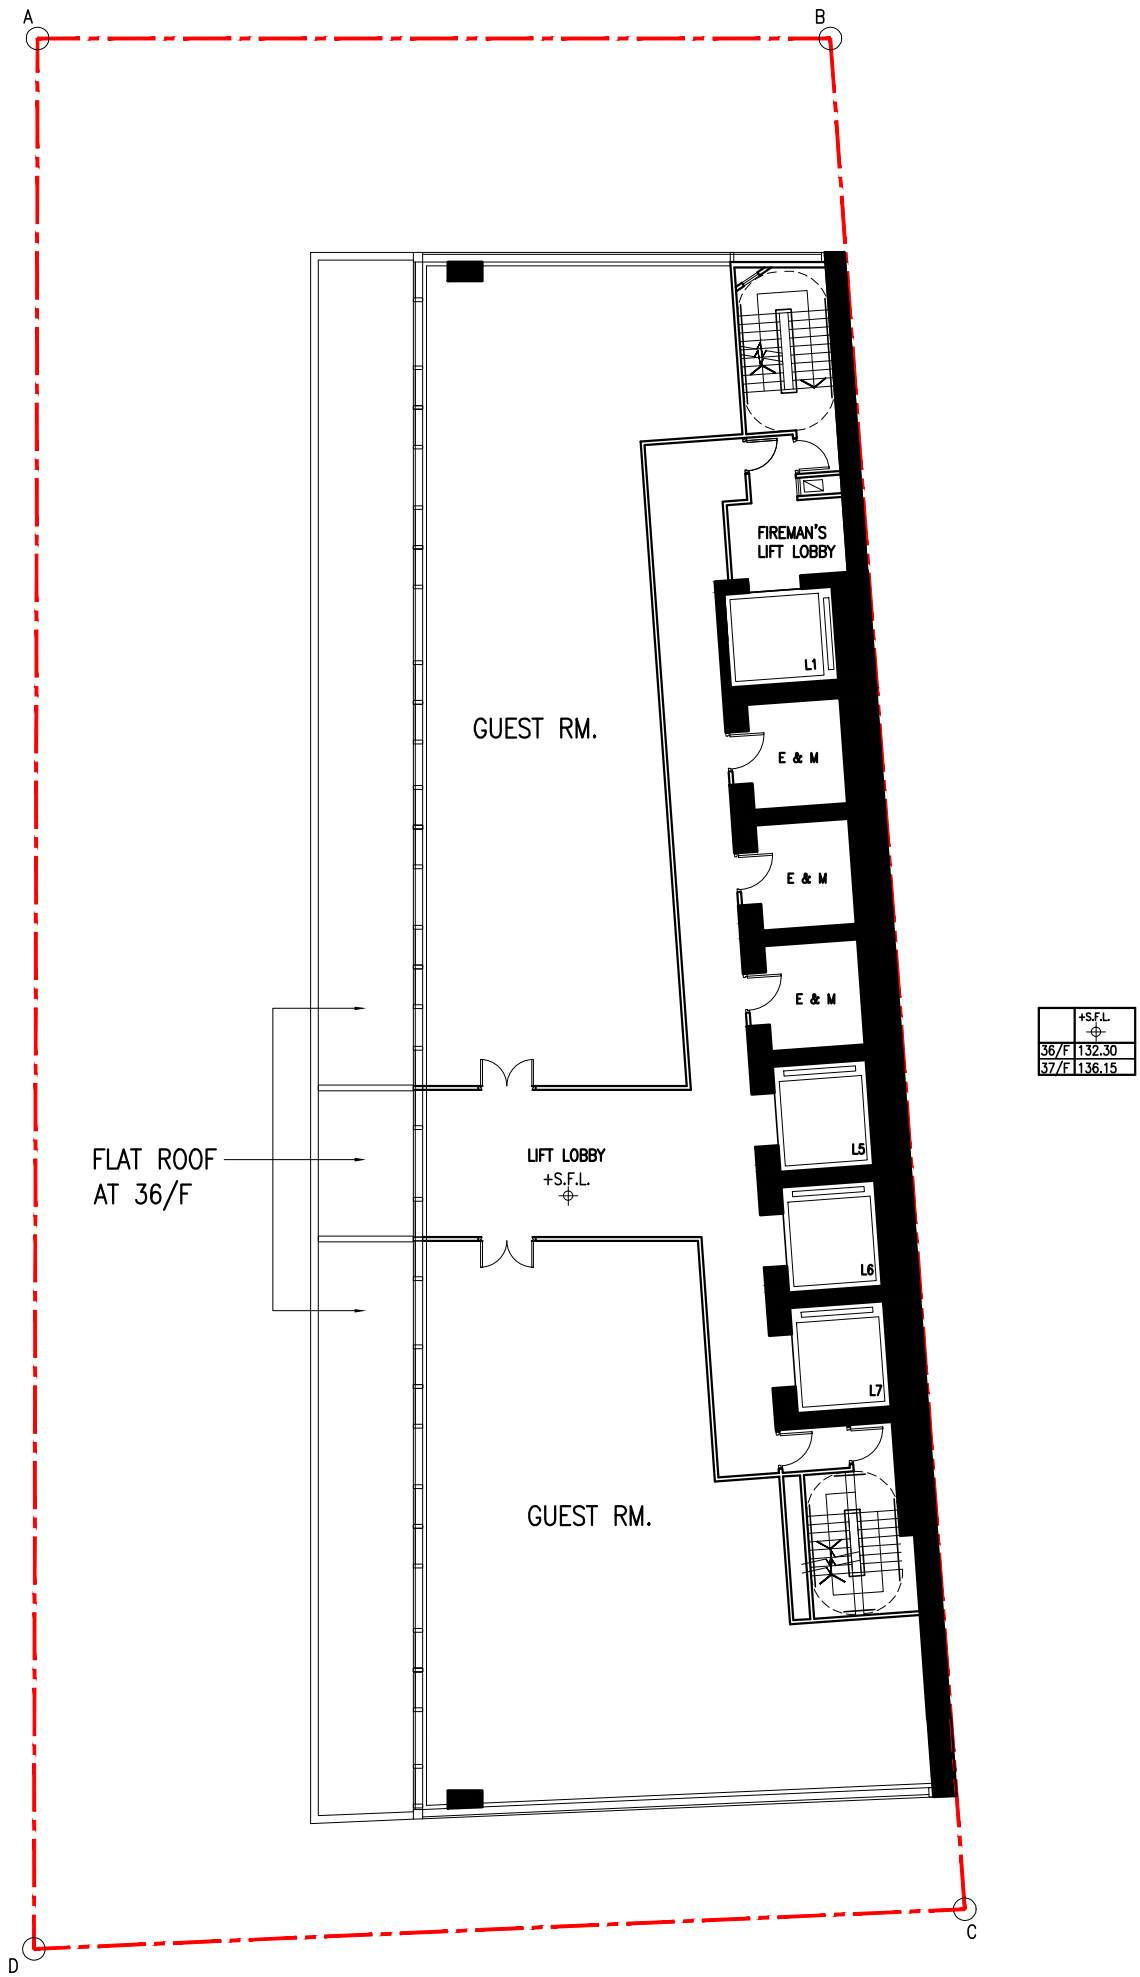 A
B
FIREMAN'S
LIFT LOBBY
L1
GUEST RM.
E & M
E & M
E & M
+S.F.L.
36/F 132.30
37/F 136.15
FLAT ROOF
AT 36/F
LIFT LOBBY
+S.F.L.
L5
L6
L7
GUEST RM.
C
D